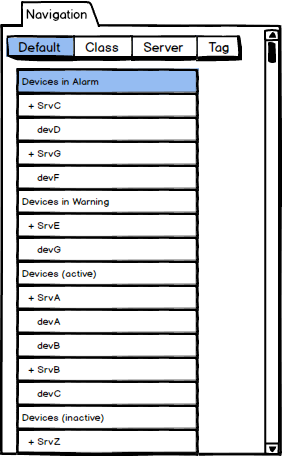 Navigation
Default Class Server Tag
Devices in Alarm
+ SrvC
devD
+ SrvG
devF
Devices in Warning
+ SrvE
devG
Devices (active)
+ SrvA
devA
devB
+ SrvB
devC
Devices (inactive)
+ SrvZ